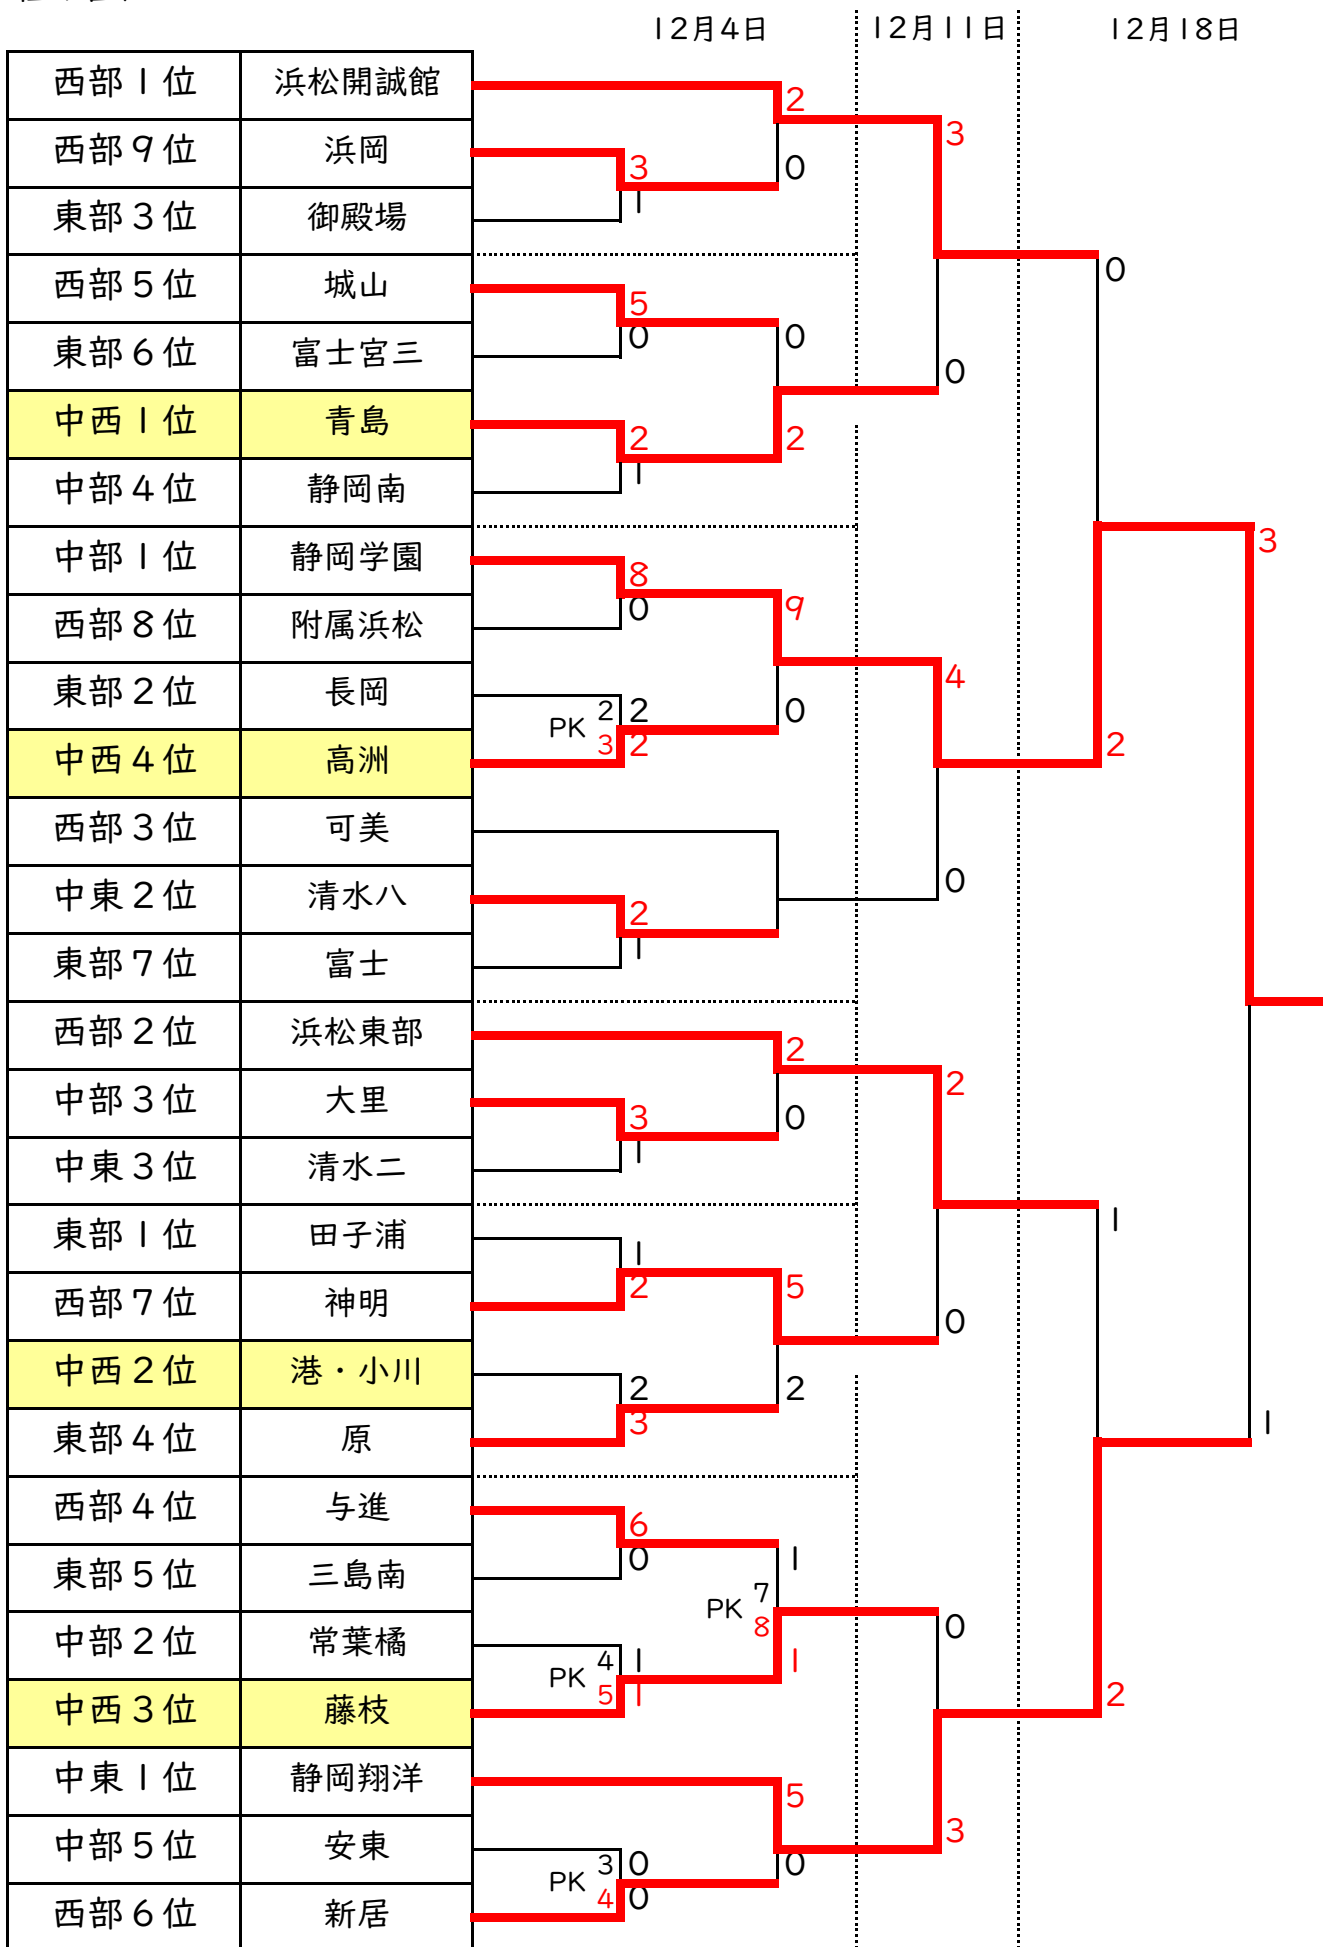 12月4日 12月11日 12月18日
西部1位 浜松開誠館
2
3
西部9位 浜岡
3
0
東部3位 御殿場
1
0
西部5位 城山
5
0
東部6位 富士宮三
0
0
中西1位 青島
2
2
中部4位 静岡南
1
3
中部1位 静岡学園
8
9
西部8位 附属浜松
0
4
東部2位 長岡
PK 2 2
0
3 2
2
中西4位 高洲
西部3位 可美
中東2位 清水八
2
0
東部7位 富士
1
西部2位 浜松東部
2
2
中部3位 大里
3
0
中東3位 清水二
1
1
東部1位 田子浦
1
5
西部7位 神明
2
0
中西2位 港・小川
2
2
東部4位 原
3
1
西部4位 与進
6
1
東部5位 三島南
0
PK 7
8
0
中部2位 常葉橘
PK 4 1
1
5 1
2
中西3位 藤枝
中東1位 静岡翔洋
5
3
中部5位 安東
PK 3 0
0
4 0
西部6位 新居